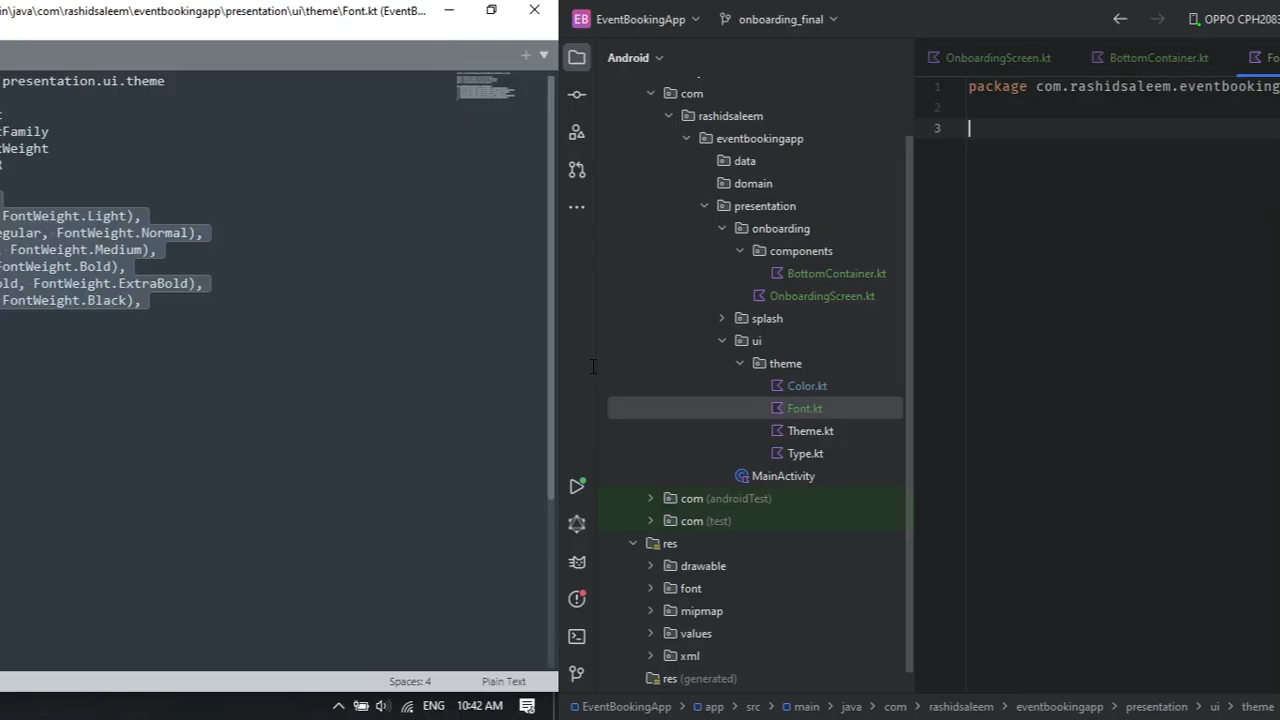 in\java\com\rashidsaleem\eventbookingapp\presentation\ui\theme\Font.kt (EventB...
presentation.ui.theme
t
tFamily
tWeight
R
FontWeight.Light),
egular, FontWeight.Normal),
, FontWeight.Medium),
FontWeight.Bold),
old, FontWeight.ExtraBold),
FontWeight.Black),
Spaces: 4
Plain Text
ENG
10:42 AM
EB
EventBookingApp
onboarding_final
OPPO CPH2083
Android
com
rashidsaleem
eventbookingapp
data
domain
presentation
onboarding
components
BottomContainer.kt
OnboardingScreen.kt
splash
ui
theme
Color.kt
Font.kt
Theme.kt
Type.kt
MainActivity
com (androidTest)
com (test)
res
drawable
font
mipmap
values
xml
res (generated)
OnboardingScreen.kt
BottomContainer.kt
Fo
1 package com.rashidsaleem.eventbooking
2
3
EventBookingApp
app
src
main
java
com
rashidsaleem
eventbookingapp
presentation
ui
theme